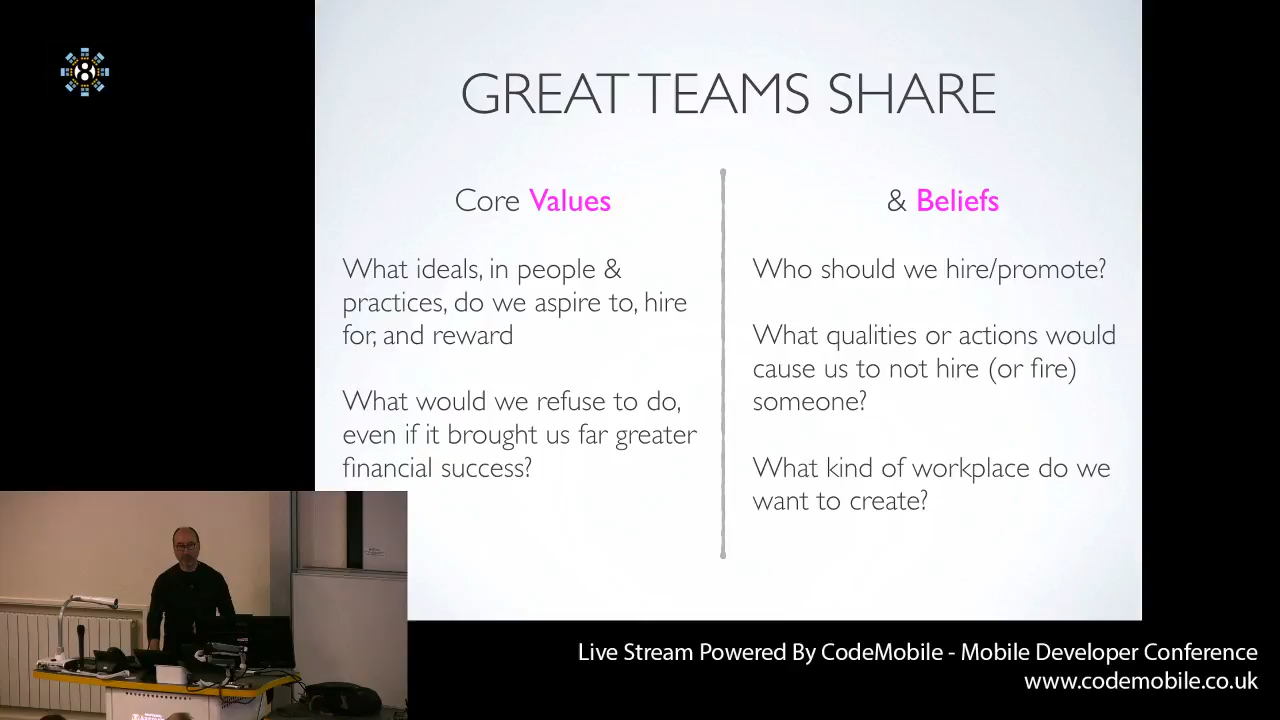 GREAT TEAMS SHARE
Core Values
What ideals, in people &
practices, do we aspire to, hire
for, and reward
What would we refuse to do,
even if it brought us far greater
financial success?
& Beliefs
Who should we hire/promote?
What qualities or actions would
cause us to not hire (or fire)
someone?
What kind of workplace do we
want to create?
Live Stream Powered By CodeMobile - Mobile Developer Conference
www.codemobile.co.uk